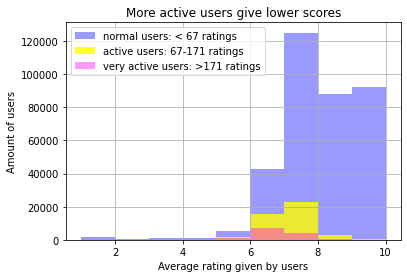 More active users give lower scores
normal users: < 67 ratings
active users: 67-171 ratings
very active users: >171 ratings
120000
100000
80000
60000
40000
20000
0
Amount of users
2 4 6 8 10
Average rating given by users